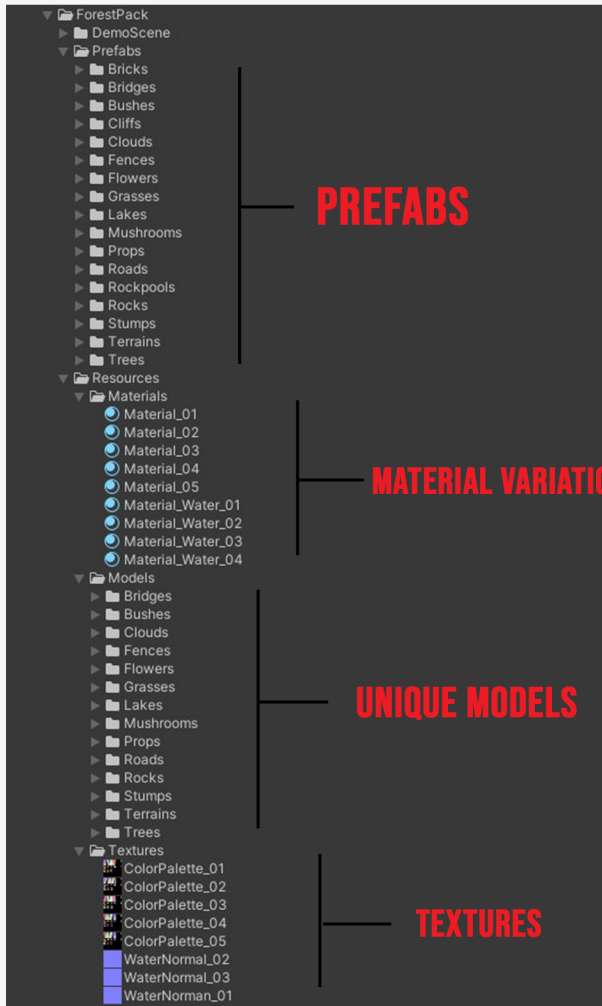 ForestPack
DemoScene
Prefabs
Bricks
Bridges
Bushes
Cliffs
Clouds
Fences
Flowers
Grasses
Lakes
Mushrooms
Props
Roads
Rockpools
Rocks
Stumps
Terrains
Trees
PREFABS
Resources
Materials
Material_01
Material_02
Material_03
Material_04
Material_05
Material_Water_01
Material_Water_02
Material_Water_03
Material_Water_04
MATERIAL VARIATIO
Models
Bridges
Bushes
Clouds
Fences
Flowers
Grasses
Lakes
Mushrooms
Props
Roads
Rocks
Stumps
Terrains
Trees
UNIQUE MODELS
Textures
ColorPalette_01
ColorPalette_02
ColorPalette_03
ColorPalette_04
ColorPalette_05
WaterNormal_02
WaterNormal_03
WaterNorman_01
TEXTURES